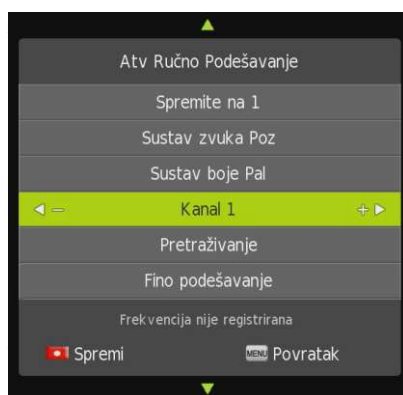 Atv Ručno Podešavanje
Spremite na 1
Sustav zvuka Poz
Sustav boje Pal
Kanal 1
Pretraživanje
Fino podešavanje
Frekvencija nije registrirana
Spremi MENU Povratak